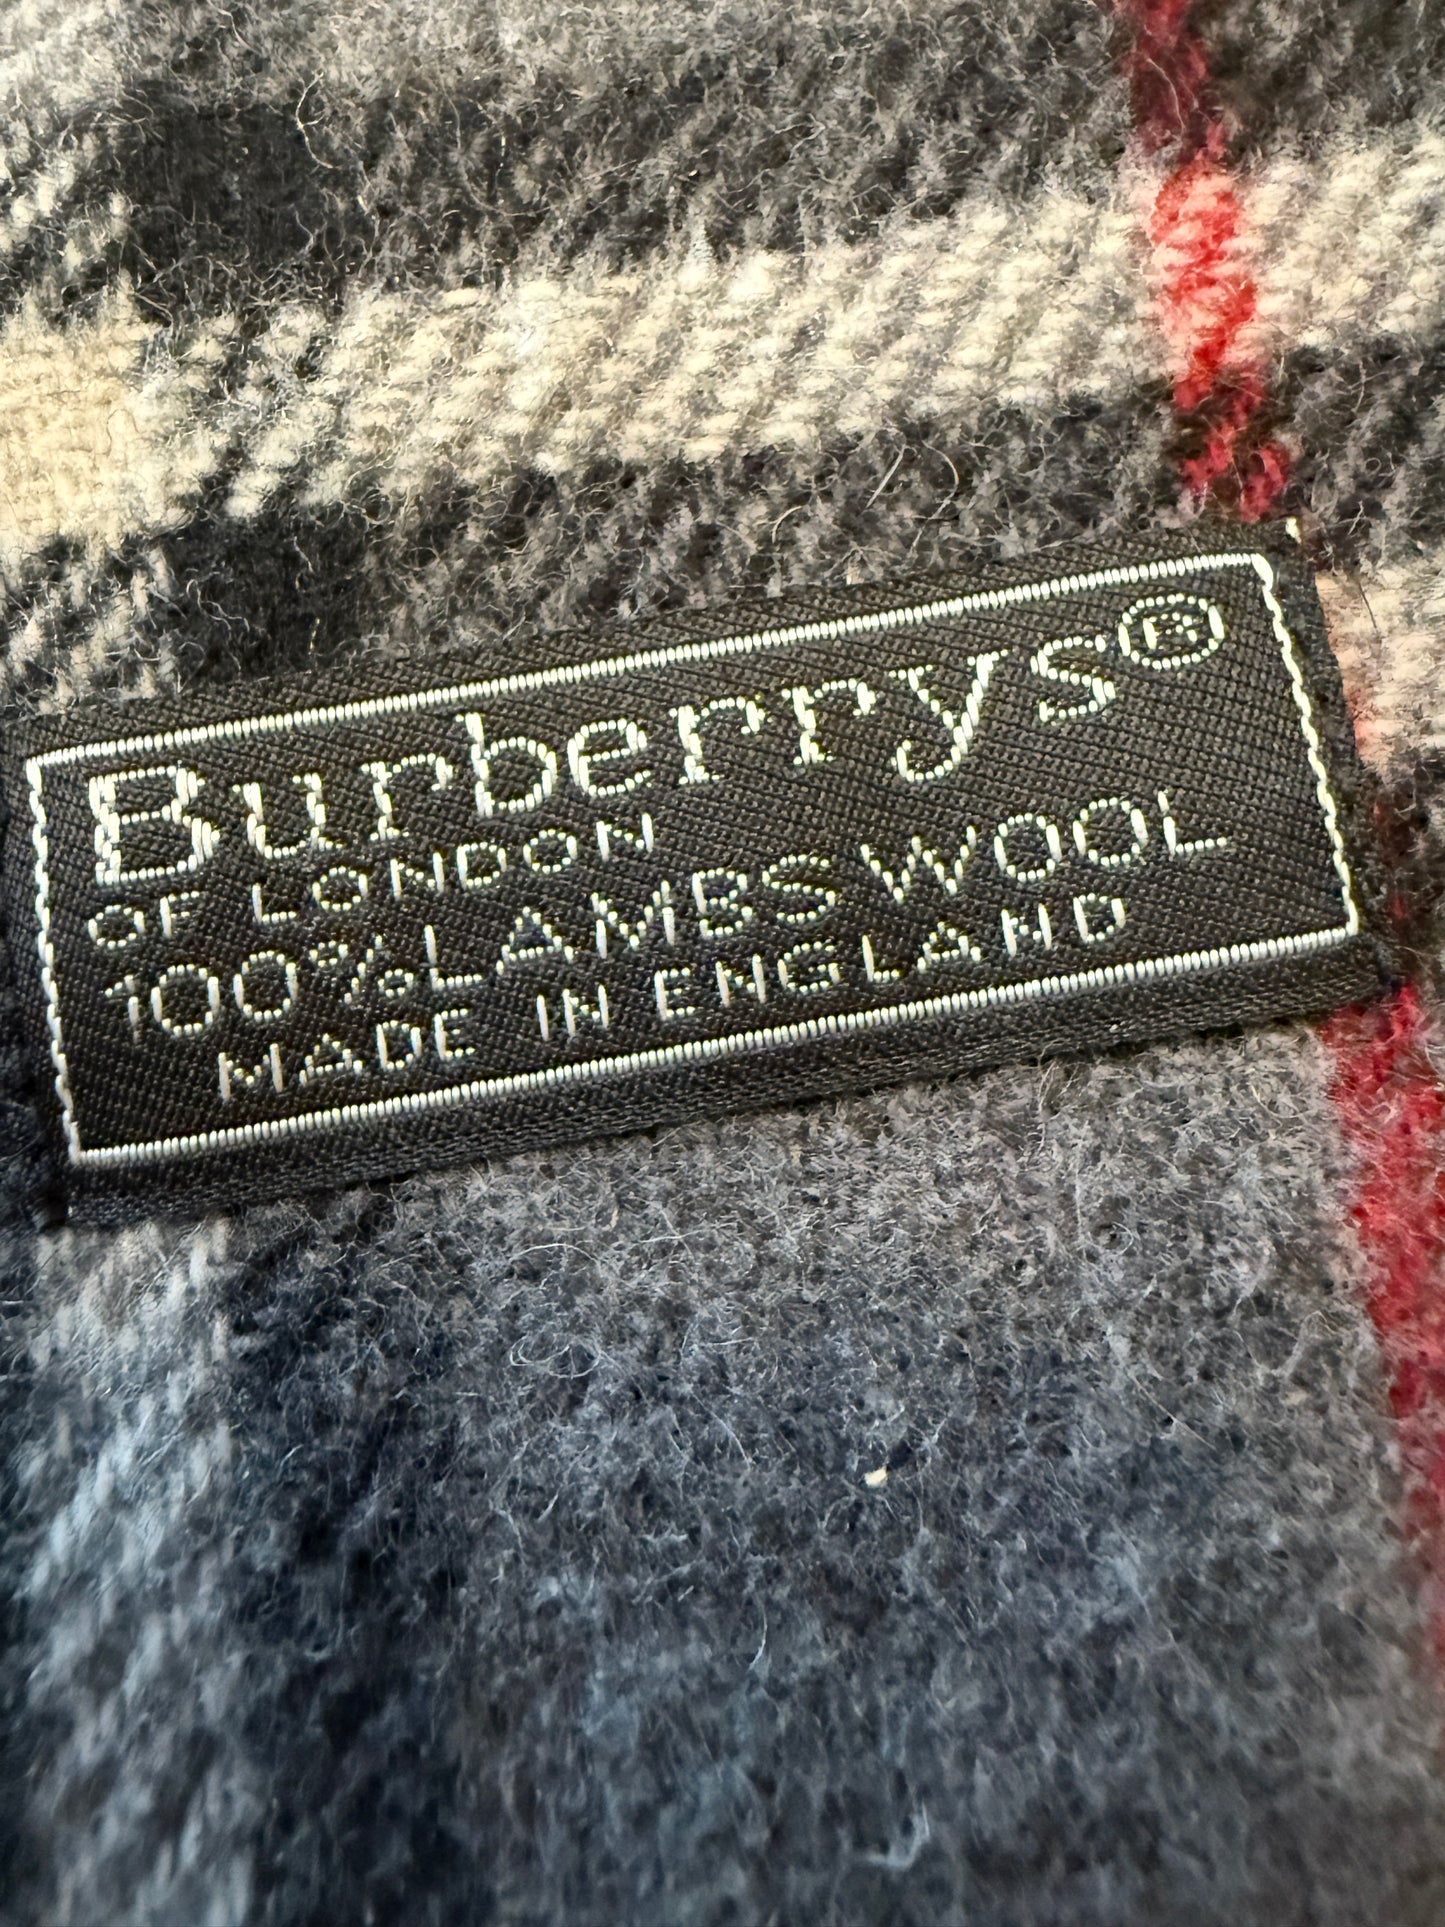 Burberrys®
OF LONDON
100% LAMBSWOOL
MADE IN ENGLAND